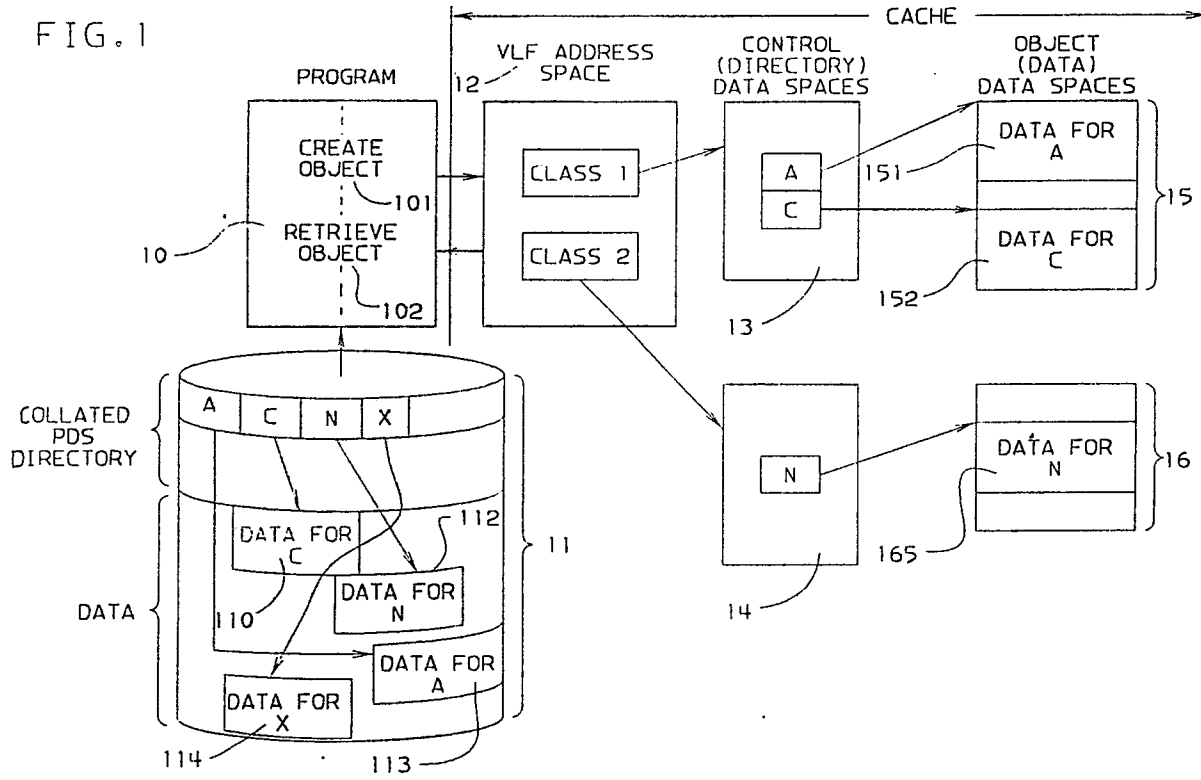 FIG.1
CACHE
PROGRAM
12
VLF ADDRESS
SPACE
CONTROL
(DIRECTORY)
DATA SPACES
OBJECT
(DATA)
DATA SPACES
CREATE
OBJECT
101
RETRIEVE
OBJECT
102
10
CLASS 1
CLASS 2
A
C
13
DATA FOR
A
151
DATA FOR
C
152
15
COLLATED
PDS
DIRECTORY
A
C
N
X
DATA
DATA FOR
C
110
112
DATA FOR
N
DATA FOR
A
113
DATA FOR
X
114
11
N
14
DATA FOR
N
165
16